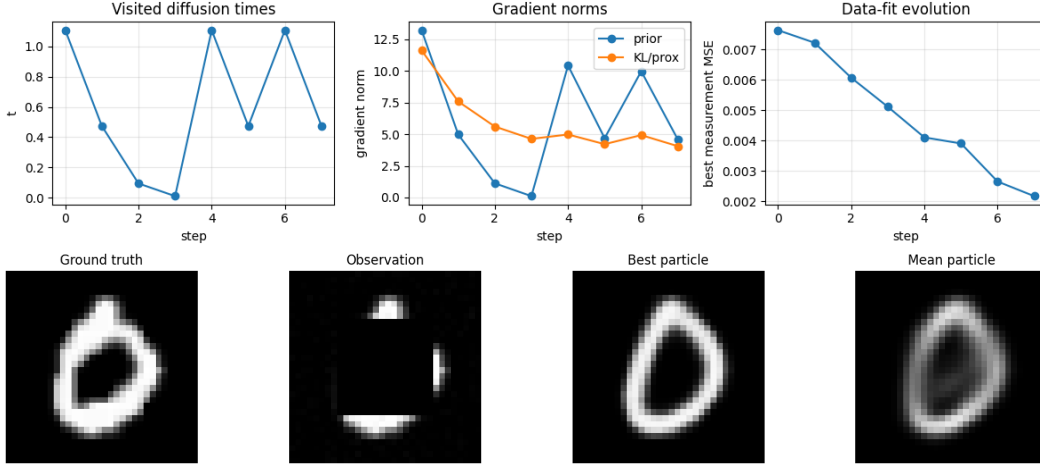 Visited diffusion times
t
1.0
0.8
0.6
0.4
0.2
0.0
0 2 4 6
step
Gradient norms
gradient norm
12.5
10.0
7.5
5.0
2.5
0.0
prior
KL/prox
0 2 4 6
step
Data-fit evolution
best measurement MSE
0.007
0.006
0.005
0.004
0.003
0.002
0 2 4 6
step
Ground truth
Observation
Best particle
Mean particle